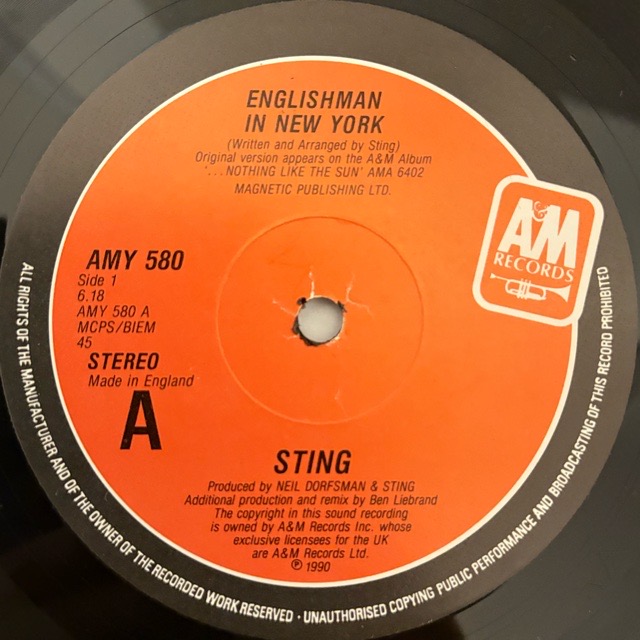 ENGLISHMAN
IN NEW YORK
(Written and Arranged by Sting)
Original version appears on the A&M Album
'...NOTHING LIKE THE SUN' AMA 6402
MAGNETIC PUBLISHING LTD.
A&M
RECORDS
AMY 580
Side 1
6.18
AMY 580 A
MCPS/BIEM
45
STEREO
Made in England
A
STING
Produced by NEIL DORFSMAN & STING
Additional production and remix by Ben Liebrand
The copyright in this sound recording
is owned by A&M Records Inc. whose
exclusive licensees for the UK
are A&M Records Ltd.
℗ 1990
ALL RIGHTS OF THE MANUFACTURER AND OF THE OWNER OF THE RECORDED WORK RESERVED · UNAUTHORISED COPYING PUBLIC PERFORMANCE AND BROADCASTING OF THIS RECORD PROHIBITED